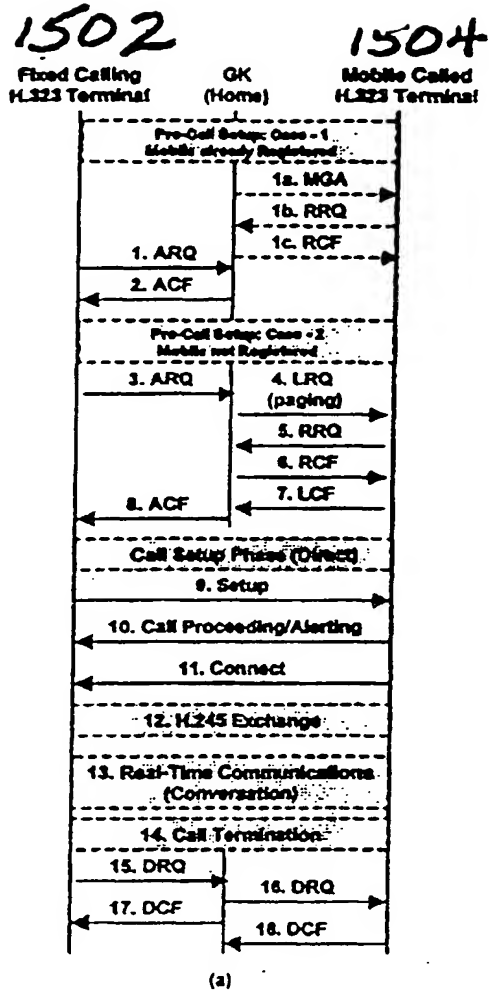 1502 1504
Fixed Calling GK Mobile Called
H.323 Terminal (Home) H.323 Terminal
Pre-Call Setup: Case - 1
Mobile already Registered
1a. MGA
1b. RRQ
1c. RCF
1. ARQ
2. ACF
Pre-Call Setup: Case - 2
Mobile not Registered
3. ARQ 4. LRQ
(paging)
5. RRQ
6. RCF
7. LCF
8. ACF
Call Setup Phase (Direct)
9. Setup
10. Call Proceeding/Alerting
11. Connect
12. H.245 Exchange
13. Real-Time Communications
(Conversation)
14. Call Termination
15. DRQ
16. DRQ
17. DCF
18. DCF
(a)